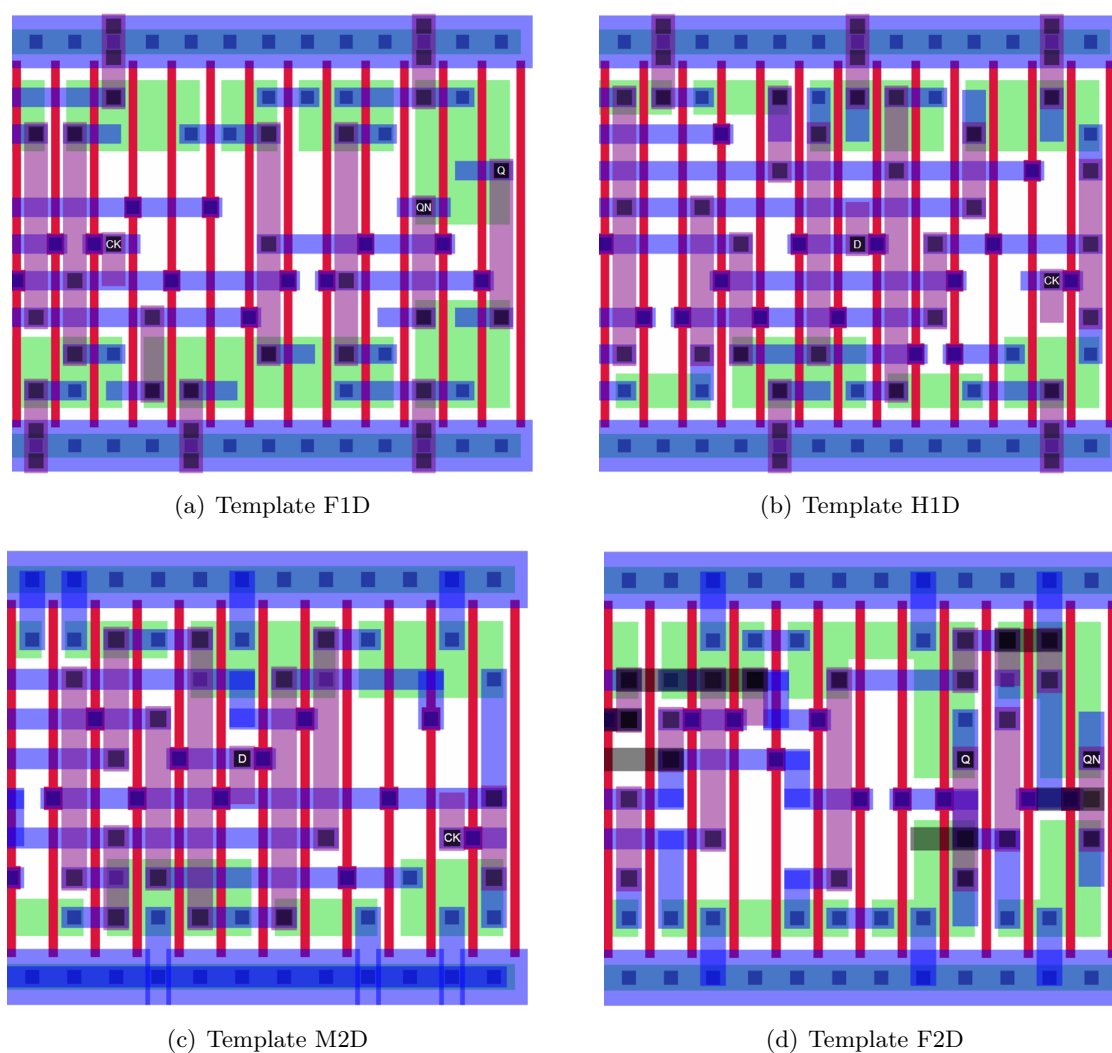 Q
QN
CK
D
CK
(a) Template F1D
(b) Template H1D
D
CK
Q
QN
(c) Template M2D
(d) Template F2D